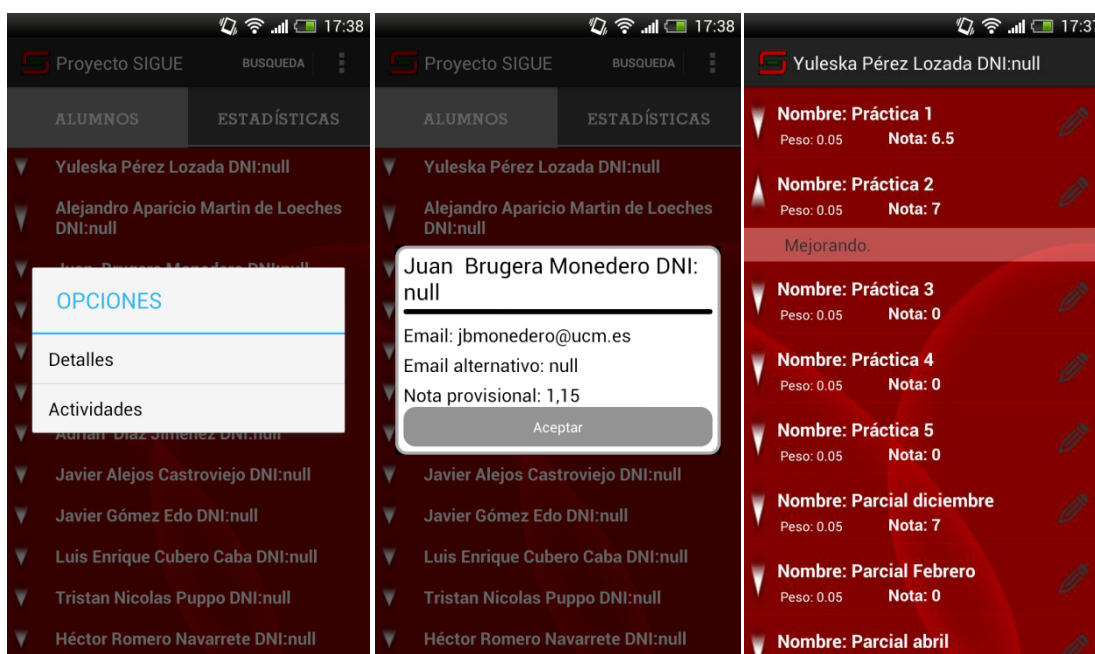 17:38
Proyecto SIGUE
BUSQUEDA
ALUMNOS
ESTADÍSTICAS
Yuleska Pérez Lozada DNI:null
Alejandro Aparicio Martin de Loeches
DNI:null
OPCIONES
Detalles
Actividades
Adrián Díaz Jiménez DNI:null
Javier Alejos Castroviejo DNI:null
Javier Gómez Edo DNI:null
Luis Enrique Cubero Caba DNI:null
Tristan Nicolas Puppo DNI:null
Héctor Romero Navarrete DNI:null
17:38
Proyecto SIGUE
BUSQUEDA
ALUMNOS
ESTADÍSTICAS
Yuleska Pérez Lozada DNI:null
Alejandro Aparicio Martin de Loeches
DNI:null
Juan Brugera Monedero DNI:
null
Email: jbmonedero@ucm.es
Email alternativo: null
Nota provisional: 1,15
Aceptar
Javier Alejos Castroviejo DNI:null
Javier Gómez Edo DNI:null
Luis Enrique Cubero Caba DNI:null
Tristan Nicolas Puppo DNI:null
Héctor Romero Navarrete DNI:null
17:37
Yuleska Pérez Lozada DNI:null
Nombre: Práctica 1
Peso: 0.05 Nota: 6.5
Nombre: Práctica 2
Peso: 0.05 Nota: 7
Mejorando.
Nombre: Práctica 3
Peso: 0.05 Nota: 0
Nombre: Práctica 4
Peso: 0.05 Nota: 0
Nombre: Práctica 5
Peso: 0.05 Nota: 0
Nombre: Parcial diciembre
Peso: 0.05 Nota: 7
Nombre: Parcial Febrero
Peso: 0.05 Nota: 0
Nombre: Parcial abril